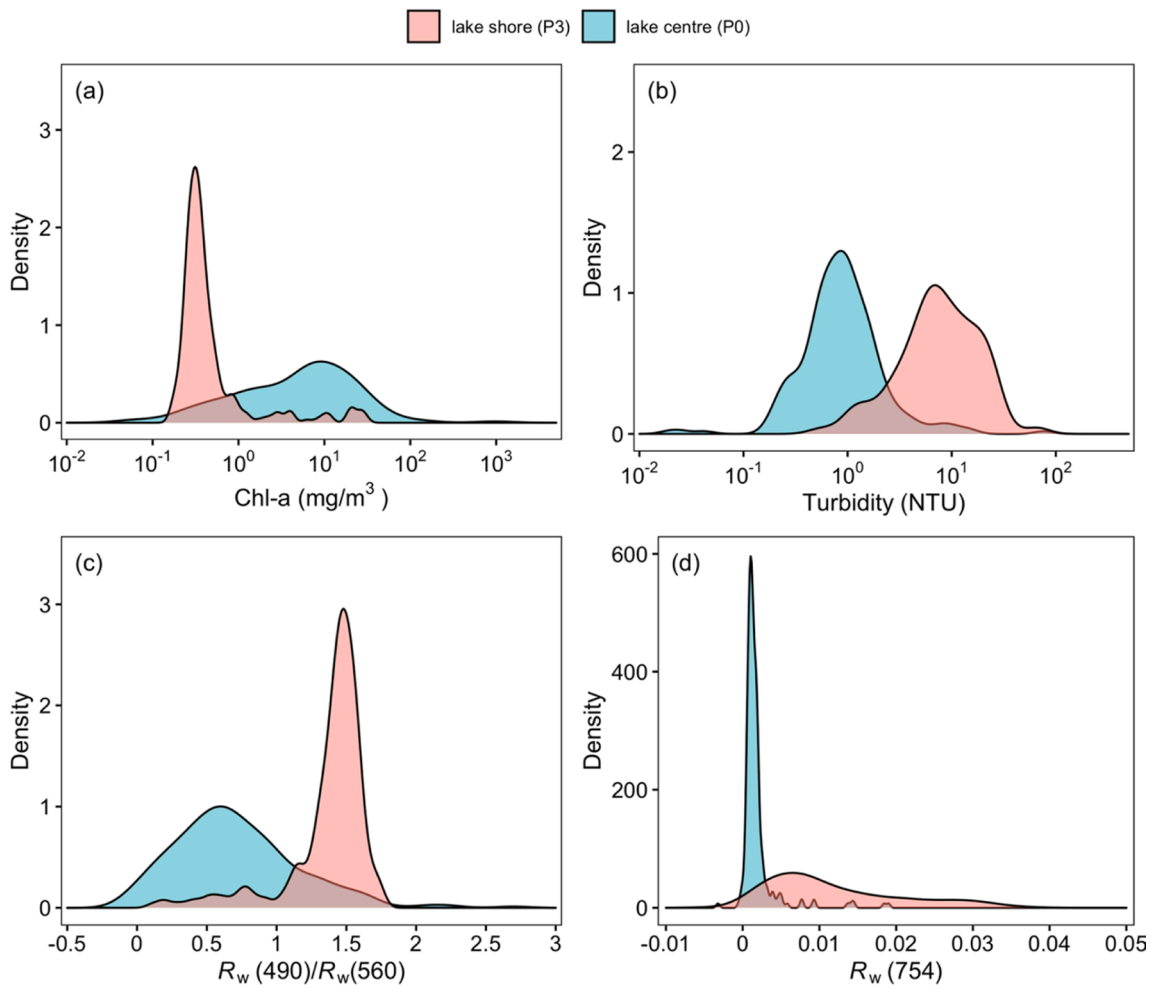 lake shore (P3) lake centre (P0)
(a)
Density
3
2
1
0
10⁻² 10⁻¹ 10⁰ 10¹ 10² 10³
Chl-a (mg/m³ )
(b)
Density
2
1
0
10⁻² 10⁻¹ 10⁰ 10¹ 10²
Turbidity (NTU)
(c)
Density
3
2
1
0
-0.5 0 0.5 1 1.5 2 2.5 3
Rw (490)/Rw(560)
(d)
Density
600
400
200
0
-0.01 0 0.01 0.02 0.03 0.04 0.05
Rw (754)